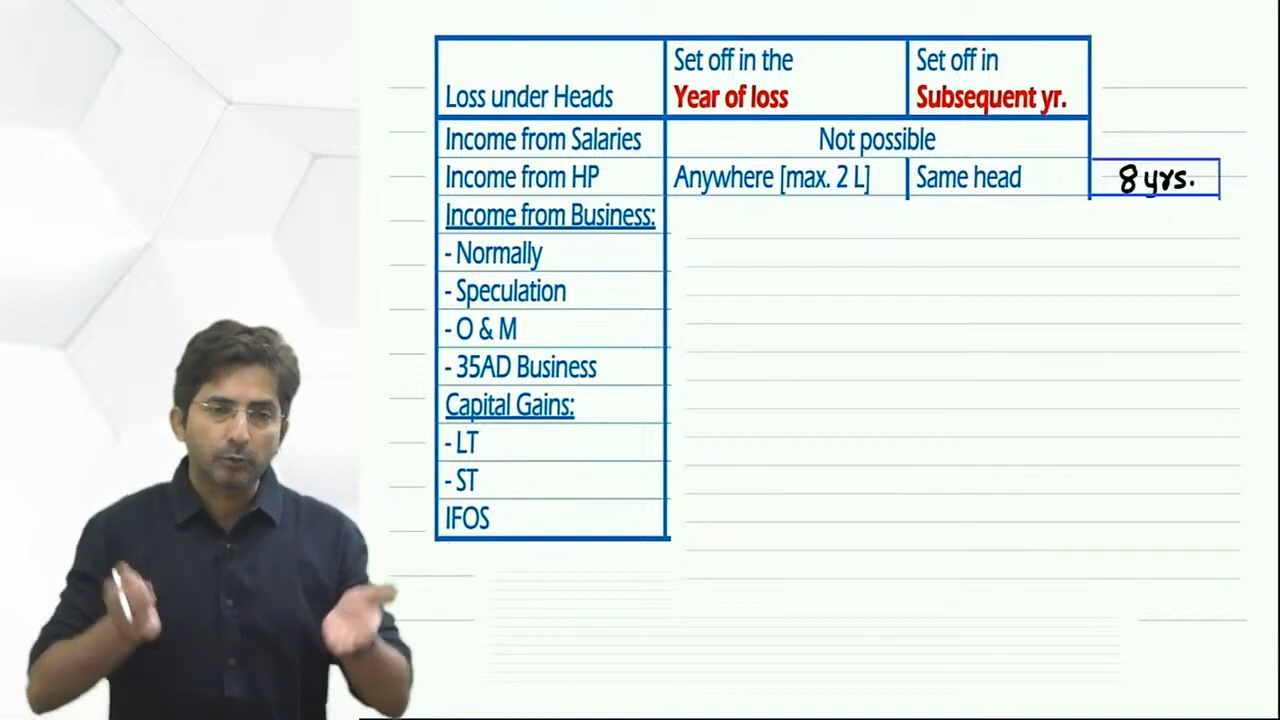 Loss under Heads
Set off in the
Year of loss
Set off in
Subsequent yr.
Income from Salaries
Not possible
Income from HP
Anywhere [max. 2 L]
Same head
8 yrs.
Income from Business:
- Normally
- Speculation
- O & M
- 35AD Business
Capital Gains:
- LT
- ST
IFOS